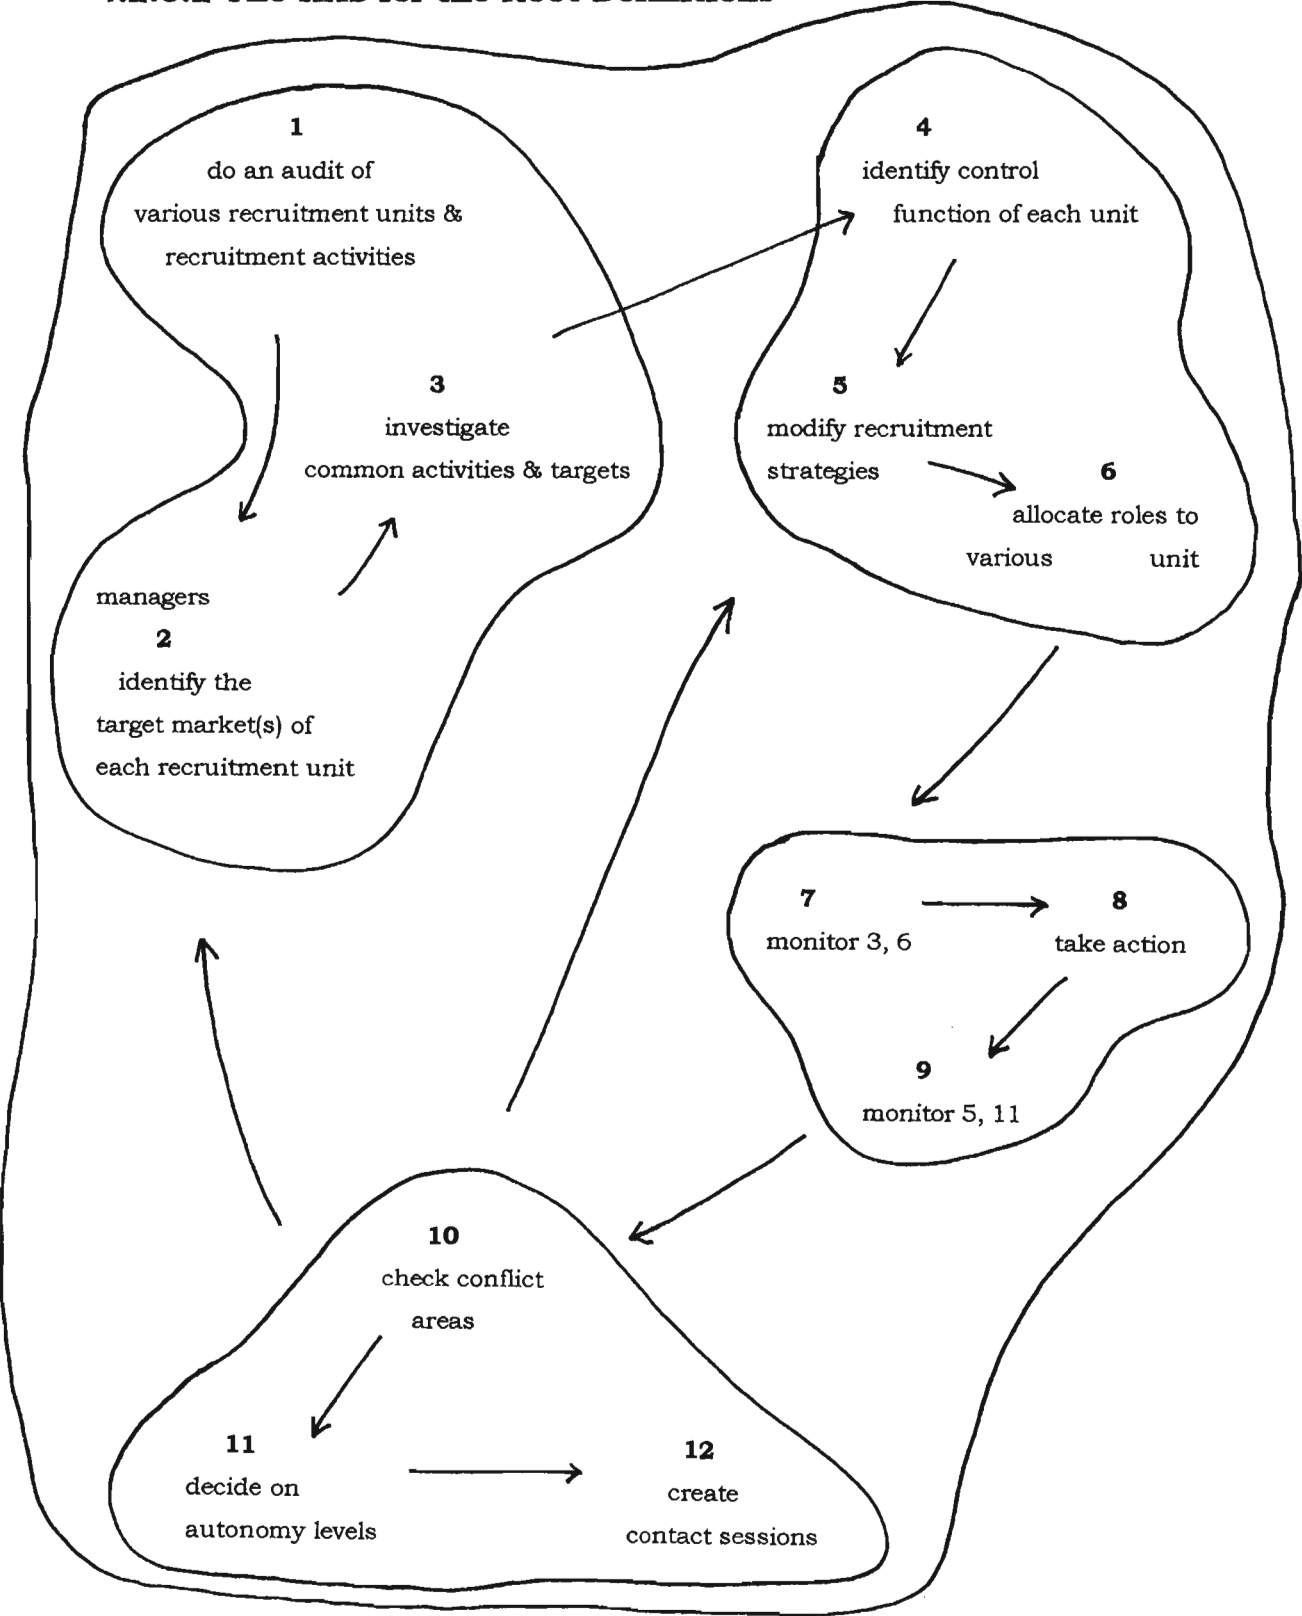 1
do an audit of
various recruitment units &
recruitment activities
3
investigate
common activities & targets
managers
2
identify the
target market(s) of
each recruitment unit
4
identify control
function of each unit
5
modify recruitment
strategies
6
allocate roles to
various unit
7
monitor 3, 6
8
take action
9
monitor 5, 11
10
check conflict
areas
11
decide on
autonomy levels
12
create
contact sessions